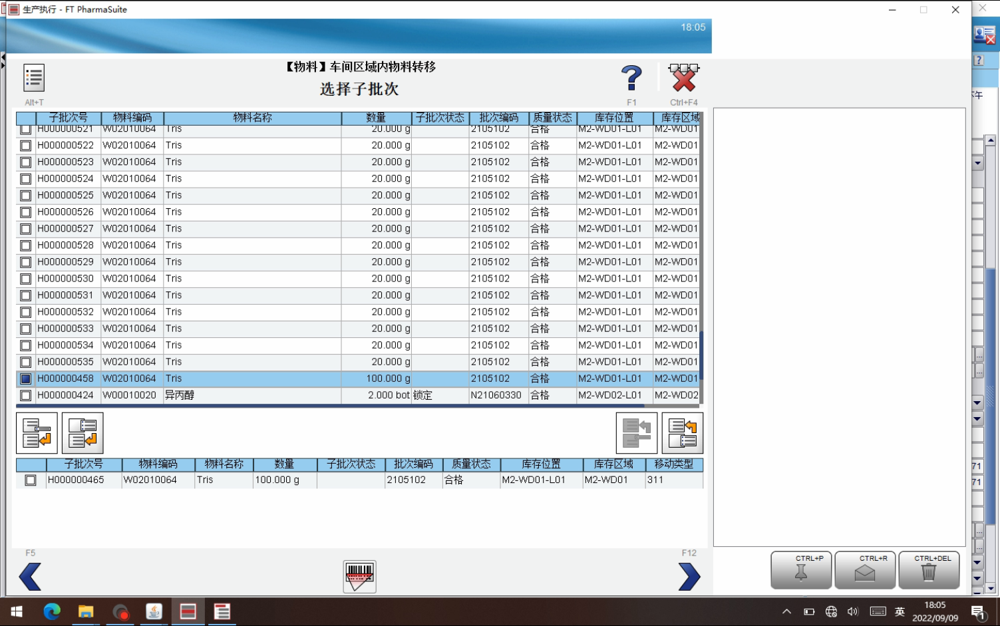 生产执行 - FT PharmaSuite
18:05
【物料】车间区域内物料转移
选择子批次
Alt+T
F1
Ctrl+F4
子批次号 物料编码 物料名称 数量 子批次状态 批次编码 质量状态 库存位置 库存区域
H000000521 W02010064 Tris 20.000 g 2105102 合格 M2-WD01-L01 M2-WD01
H000000522 W02010064 Tris 20.000 g 2105102 合格 M2-WD01-L01 M2-WD01
H000000523 W02010064 Tris 20.000 g 2105102 合格 M2-WD01-L01 M2-WD01
H000000524 W02010064 Tris 20.000 g 2105102 合格 M2-WD01-L01 M2-WD01
H000000525 W02010064 Tris 20.000 g 2105102 合格 M2-WD01-L01 M2-WD01
H000000526 W02010064 Tris 20.000 g 2105102 合格 M2-WD01-L01 M2-WD01
H000000527 W02010064 Tris 20.000 g 2105102 合格 M2-WD01-L01 M2-WD01
H000000528 W02010064 Tris 20.000 g 2105102 合格 M2-WD01-L01 M2-WD01
H000000529 W02010064 Tris 20.000 g 2105102 合格 M2-WD01-L01 M2-WD01
H000000530 W02010064 Tris 20.000 g 2105102 合格 M2-WD01-L01 M2-WD01
H000000531 W02010064 Tris 20.000 g 2105102 合格 M2-WD01-L01 M2-WD01
H000000532 W02010064 Tris 20.000 g 2105102 合格 M2-WD01-L01 M2-WD01
H000000533 W02010064 Tris 20.000 g 2105102 合格 M2-WD01-L01 M2-WD01
H000000534 W02010064 Tris 20.000 g 2105102 合格 M2-WD01-L01 M2-WD01
H000000535 W02010064 Tris 20.000 g 2105102 合格 M2-WD01-L01 M2-WD01
H000000458 W02010064 Tris 100.000 g 2105102 合格 M2-WD01-L01 M2-WD01
H000000424 W00010020 异丙醇 2.000 bot 锁定 N21060330 合格 M2-WD02-L01 M2-WD02
子批次号 物料编码 物料名称 数量 子批次状态 批次编码 质量状态 库存位置 库存区域 移动类型
H000000465 W02010064 Tris 100.000 g 2105102 合格 M2-WD01-L01 M2-WD01 311
71
71
F5
F12
CTRL+P
CTRL+R
CTRL+DEL
英
18:05
2022/09/09
1